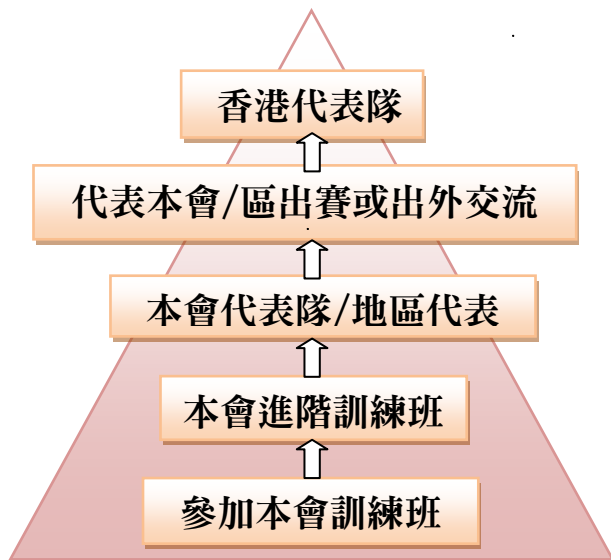 香港代表隊
代表本會/區出賽或出外交流
本會代表隊/地區代表
本會進階訓練班
參加本會訓練班